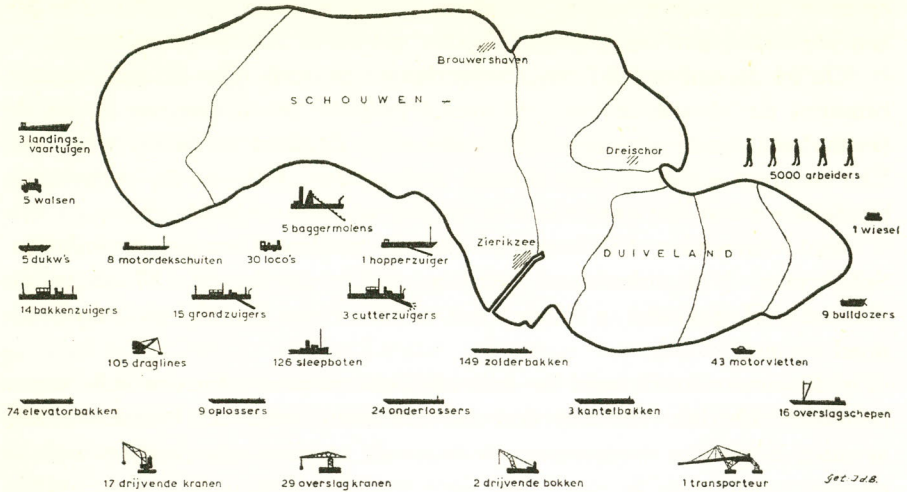 Brouwershaven
SCHOUWEN
3 landings-
vaartuigen
Dreischor
5000 arbeiders
5 walsen
5 baggermolens
1 wiesel
Zierikzee
DUIVELAND
5 dukw's
8 motordekschuiten
30 loco's
1 hopperzuiger
14 bakkenzuigers
15 grondzuigers
3 cutterzuigers
9 bulldozers
105 draglines
126 sleepboten
149 zolderbakken
43 motorvletten
74 elevatorbakken
9 oplossers
24 onderlossers
3 kantelbakken
16 overslagschepen
17 drijvende kranen
29 overslag kranen
2 drijvende bokken
1 transporteur
get. J.d.B.